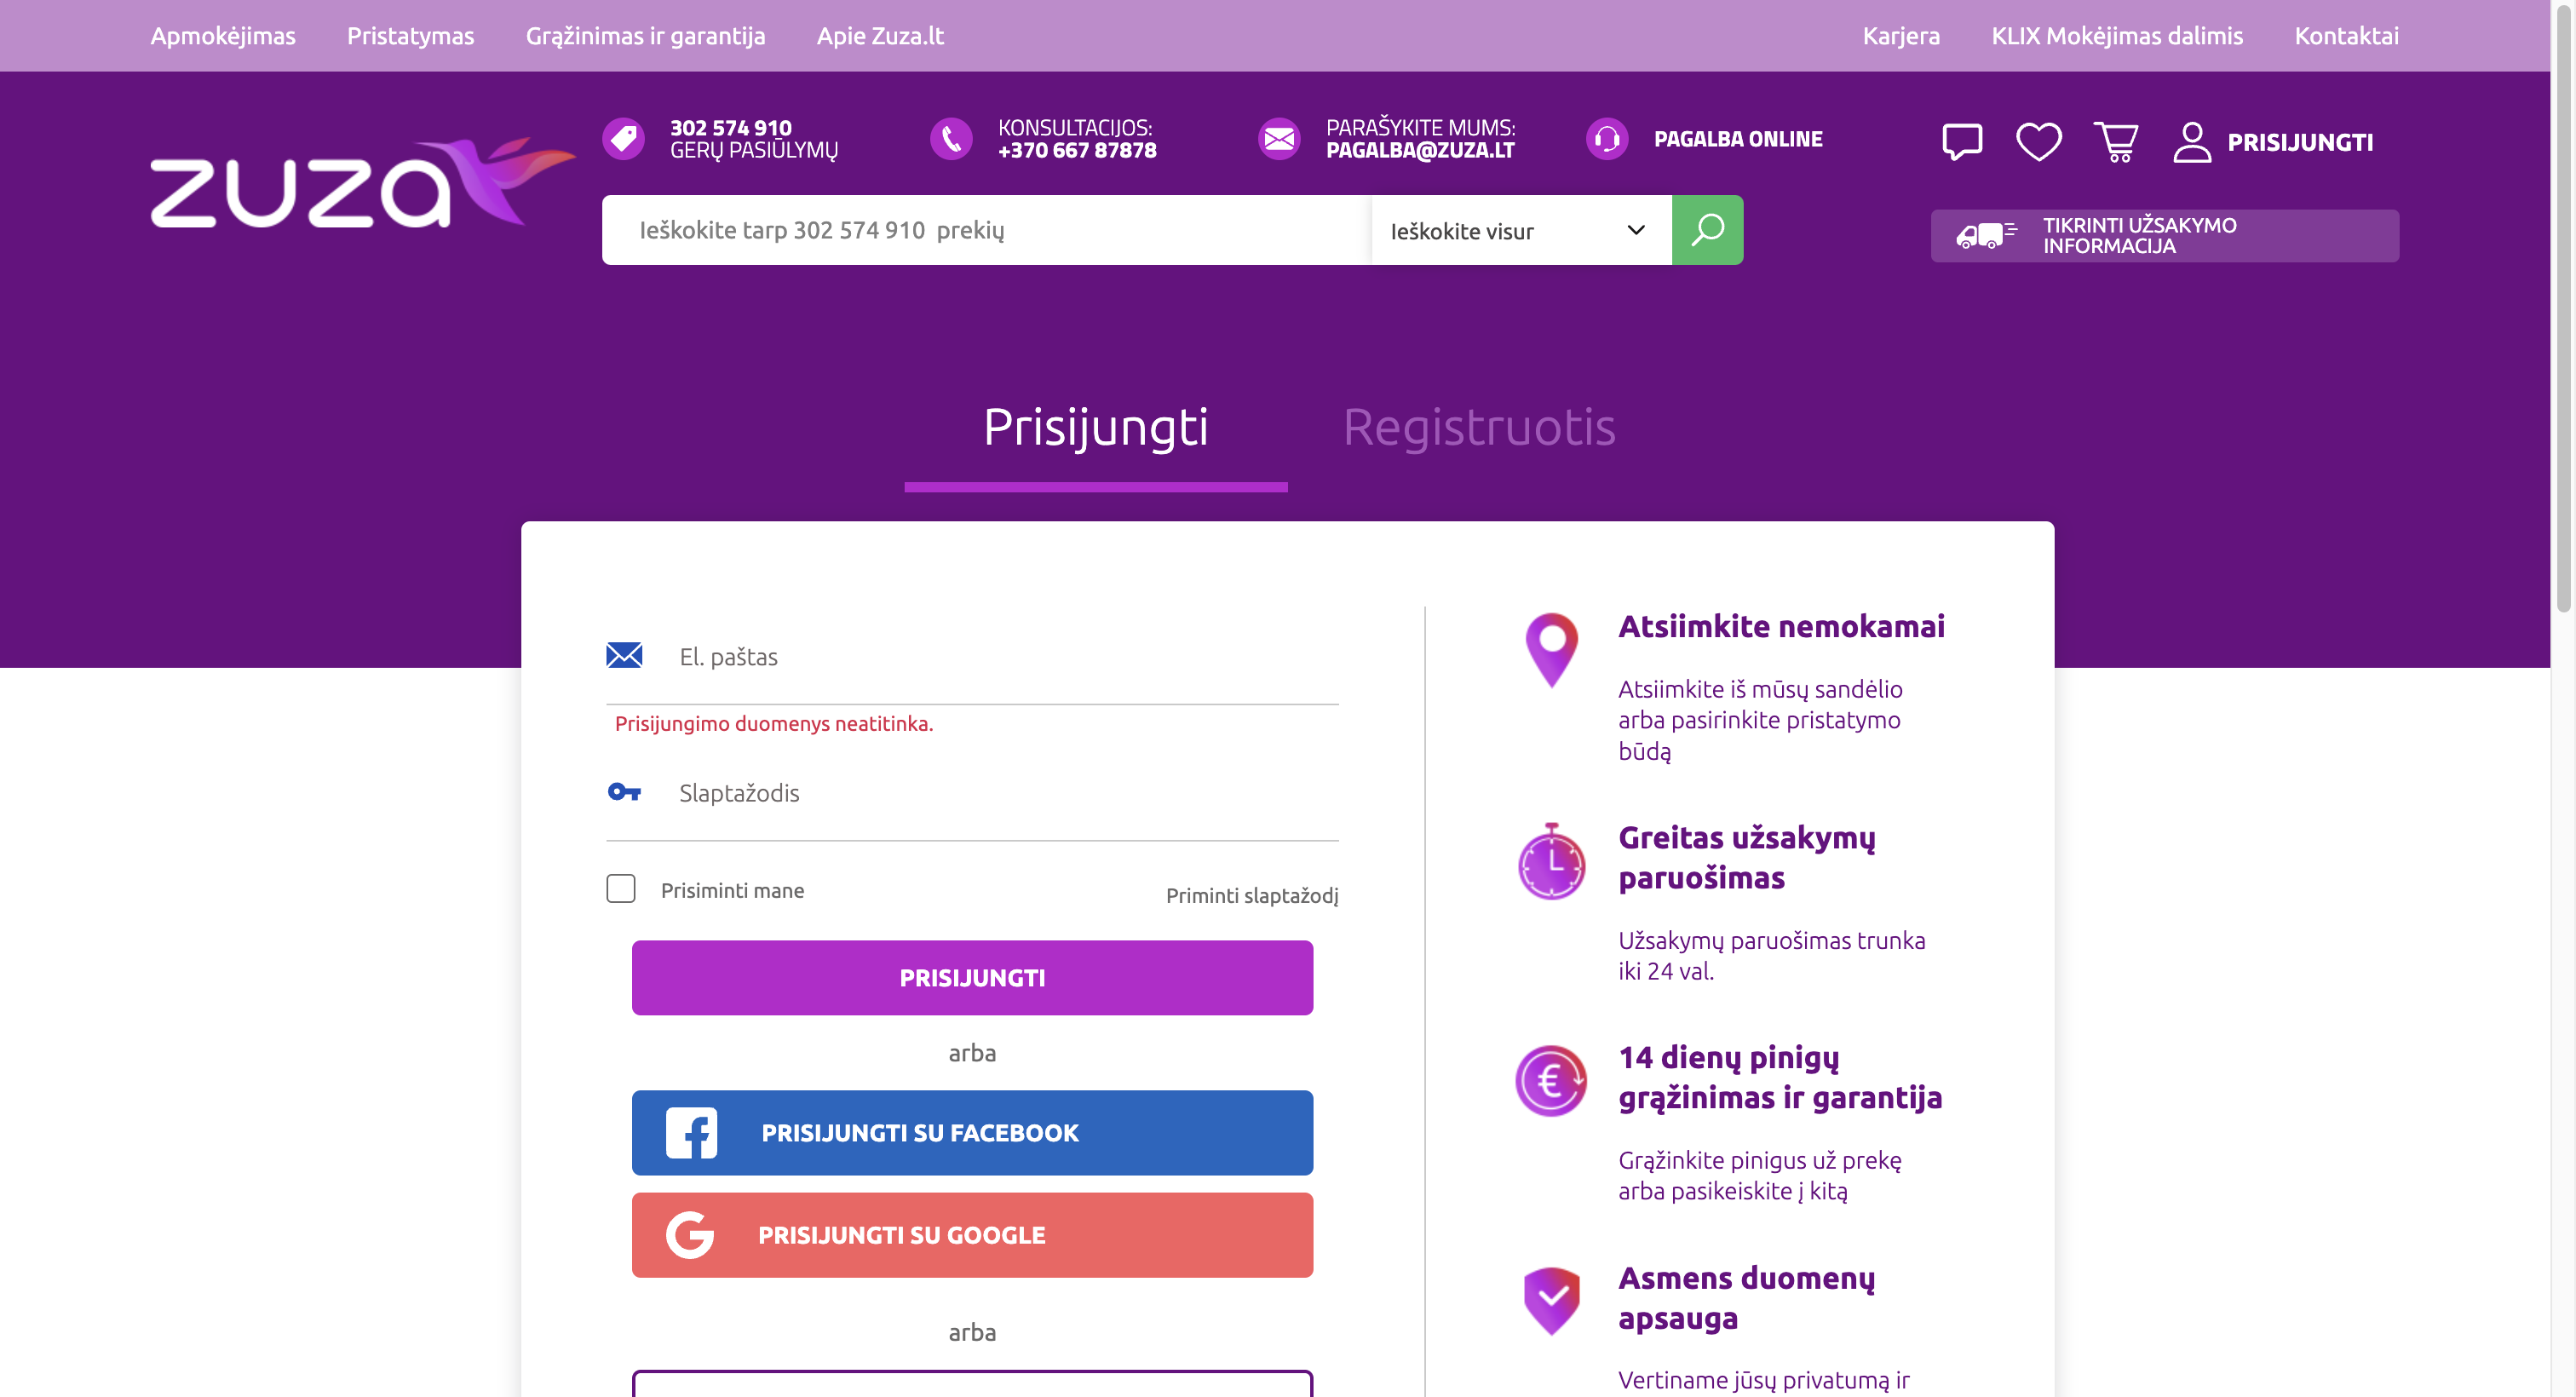 Apmokėjimas Pristatymas Grąžinimas ir garantija Apie Zuza.lt Karjera KLIX Mokėjimas dalimis Kontaktai
zuza
302 574 910
GERŲ PASIŪLYMŲ
KONSULTACIJOS:
+370 667 87878
PARAŠYKITE MUMS:
PAGALBA@ZUZA.LT
PAGALBA ONLINE
PRISIJUNGTI
Ieškokite tarp 302 574 910 prekių
Ieškokite visur
TIKRINTI UŽSAKYMO
INFORMACIJA
Prisijungti Registruotis
El. paštas
Prisijungimo duomenys neatitinka.
Slaptažodis
Prisiminti mane
Priminti slaptažodį
PRISIJUNGTI
arba
PRISIJUNGTI SU FACEBOOK
PRISIJUNGTI SU GOOGLE
arba
Atsiimkite nemokamai
Atsiimkite iš mūsų sandėlio
arba pasirinkite pristatymo
būdą
Greitas užsakymų
paruošimas
Užsakymų paruošimas trunka
iki 24 val.
14 dienų pinigų
grąžinimas ir garantija
Grąžinkite pinigus už prekę
arba pasikeiskite į kitą
Asmens duomenų
apsauga
Vertiname jūsų privatumą ir